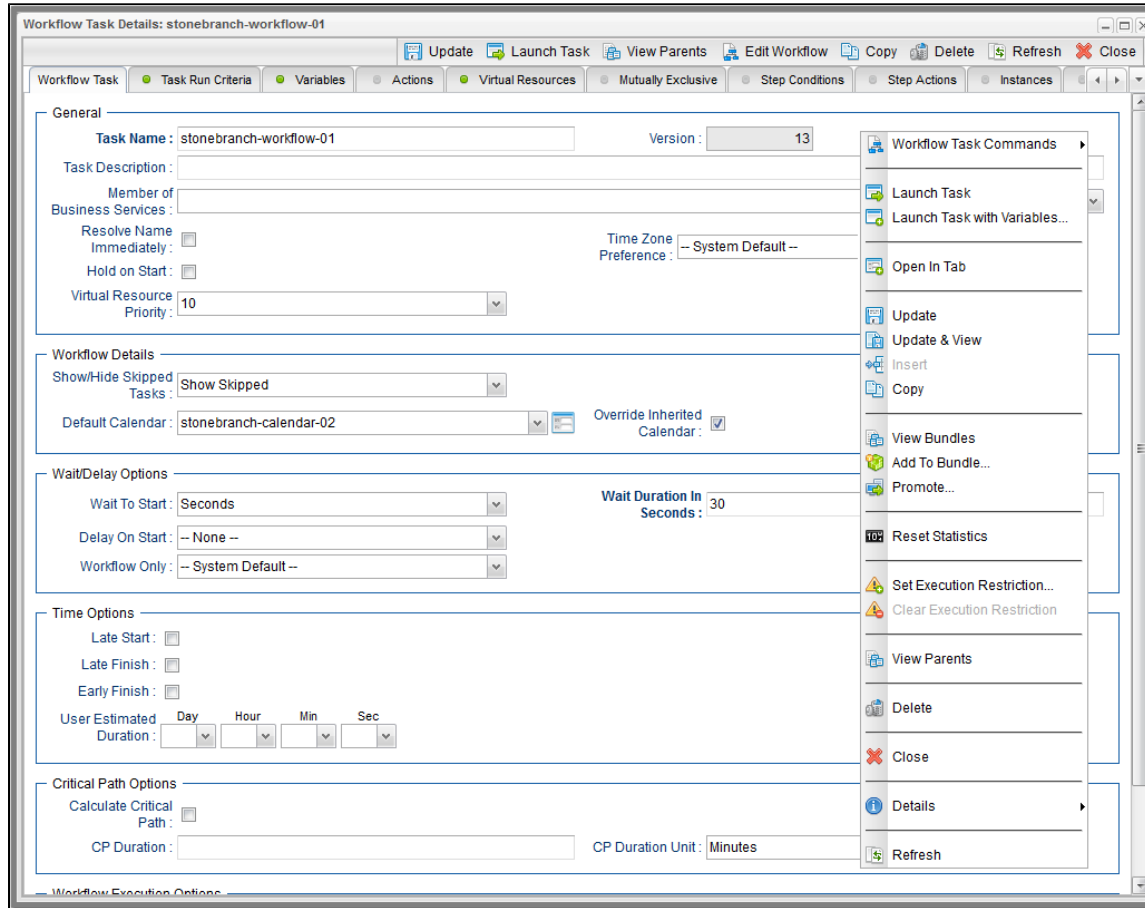 Workflow Task Details: stonebranch-workflow-01
Update Launch Task View Parents Edit Workflow Copy Delete Refresh Close
Workflow Task Task Run Criteria Variables Actions Virtual Resources Mutually Exclusive Step Conditions Step Actions Instances
General
Task Name : stonebranch-workflow-01 Version : 13
Task Description :
Member of
Business Services :
Resolve Name
Immediately :
Time Zone
Preference : -- System Default --
Hold on Start :
Virtual Resource
Priority : 10
Workflow Details
Show/Hide Skipped
Tasks : Show Skipped
Default Calendar : stonebranch-calendar-02
Override Inherited
Calendar :
Wait/Delay Options
Wait To Start : Seconds
Wait Duration In
Seconds : 30
Delay On Start : -- None --
Workflow Only : -- System Default --
Time Options
Late Start :
Late Finish :
Early Finish :
User Estimated
Duration :
Day Hour Min Sec
Critical Path Options
Calculate Critical
Path :
CP Duration :
CP Duration Unit : Minutes
Workflow Execution Options
Workflow Task Commands
Launch Task
Launch Task with Variables...
Open In Tab
Update
Update & View
Insert
Copy
View Bundles
Add To Bundle...
Promote...
Reset Statistics
Set Execution Restriction...
Clear Execution Restriction
View Parents
Delete
Close
Details
Refresh